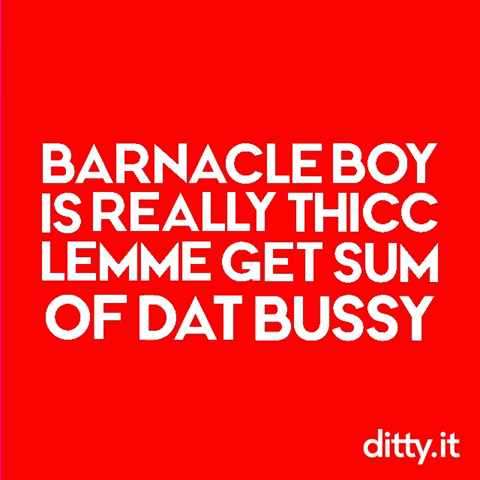 BARNACLE BOY
IS REALLY THICC
LEMME GET SUM
OF DAT BUSSY
ditty.it